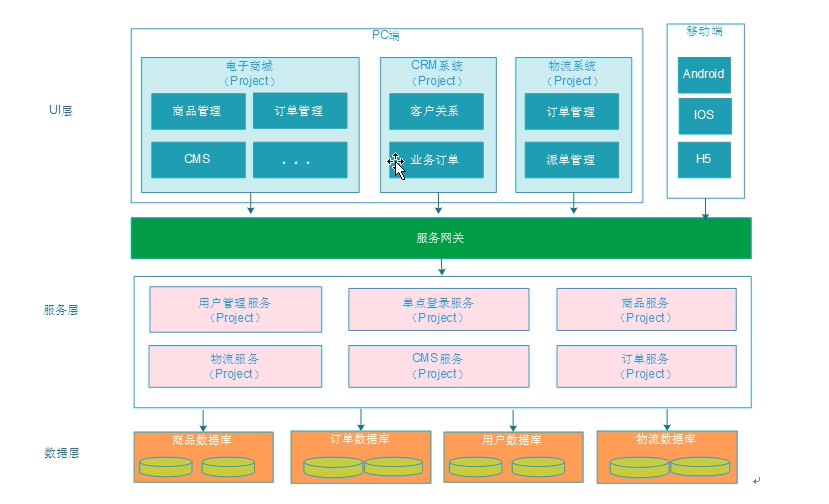 PC端
移动端
电子商城
（Project）
CRM系统
（Project）
物流系统
（Project）
Android
商品管理
订单管理
客户关系
订单管理
UI层
IOS
CMS
. . .
业务订单
派单管理
H5
服务网关
服务层
用户管理服务
（Project）
单点登录服务
（Project）
商品服务
（Project）
物流服务
（Project）
CMS服务
（Project）
订单服务
（Project）
数据层
商品数据库
订单数据库
用户数据库
物流数据库